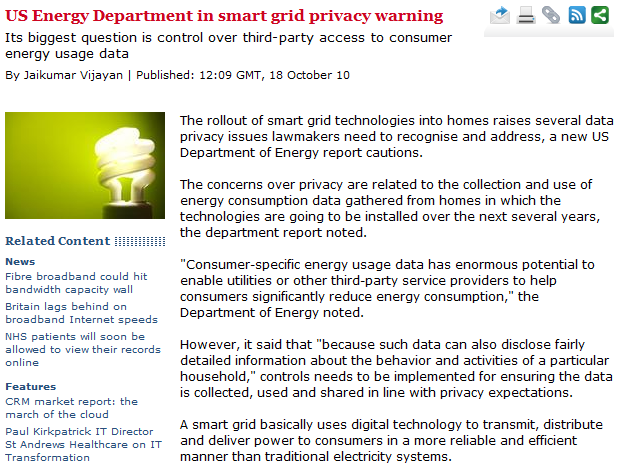 US Energy Department in smart grid privacy warning
Its biggest question is control over third-party access to consumer
energy usage data
By Jaikumar Vijayan | Published: 12:09 GMT, 18 October 10
The rollout of smart grid technologies into homes raises several data
privacy issues lawmakers need to recognise and address, a new US
Department of Energy report cautions.
The concerns over privacy are related to the collection and use of
energy consumption data gathered from homes in which the
technologies are going to be installed over the next several years,
the department report noted.
"Consumer-specific energy usage data has enormous potential to
enable utilities or other third-party service providers to help
consumers significantly reduce energy consumption," the
Department of Energy noted.
However, it said that "because such data can also disclose fairly
detailed information about the behavior and activities of a particular
household," controls needs to be implemented for ensuring the data
is collected, used and shared in line with privacy expectations.
A smart grid basically uses digital technology to transmit, distribute
and deliver power to consumers in a more reliable and efficient
manner than traditional electricity systems.
Related Content
News
Fibre broadband could hit
bandwidth capacity wall
Britain lags behind on
broadband Internet speeds
NHS patients will soon be
allowed to view their records
online
Features
CRM market report: the
march of the cloud
Paul Kirkpatrick IT Director
St Andrews Healthcare on IT
Transformation